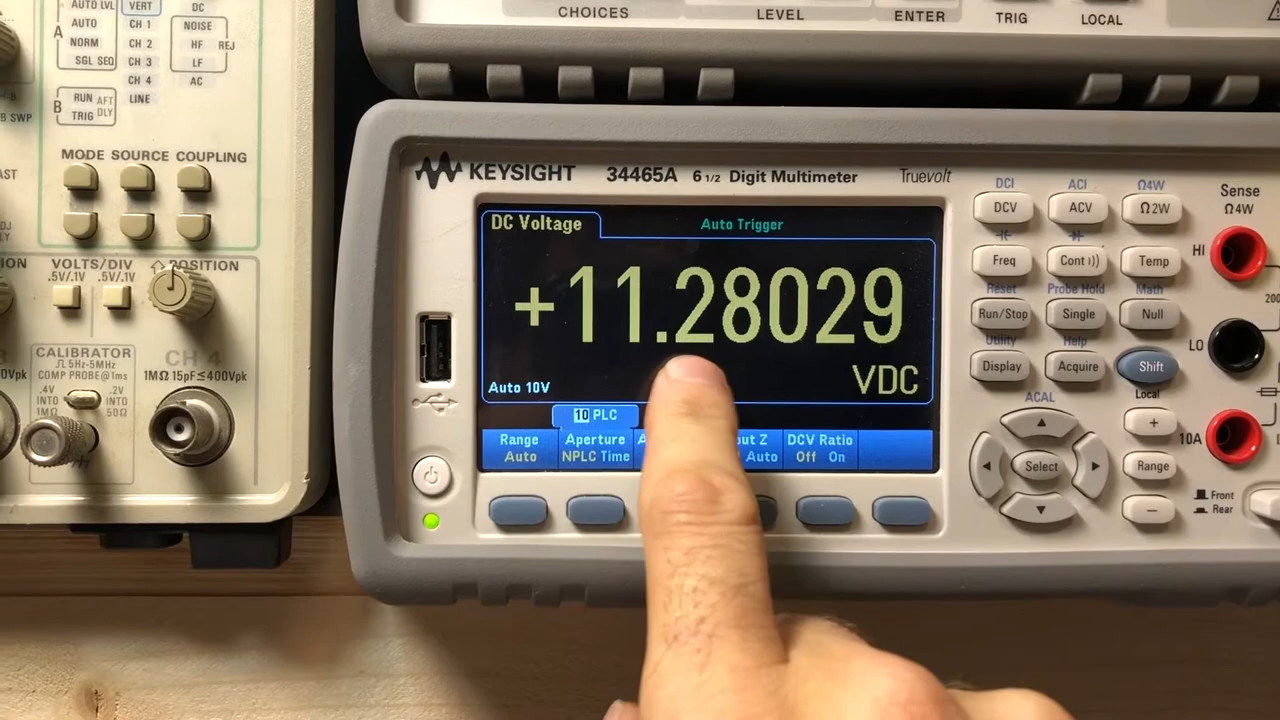 CHOICES LEVEL ENTER TRIG LOCAL
KEYSIGHT 34465A 6 1/2 Digit Multimeter Truevolt
DC Voltage
Auto Trigger
+11.28029
VDC
Auto 10V
10 PLC
Range
Auto
Aperture
NPLC Time
Auto
DCV Ratio
Off On
DCI ACI Ω4W
DCV ACV Ω2W
Freq Cont Temp
Reset Probe Hold Math
Run/Stop Single Null
Utility Help
Display Acquire Shift
Local
ACAL
+
Select
Range
−
Sense
Ω4W
HI
LO
10A
Front
Rear
AUTO LVL
AUTO
A
NORM
SGL SEQ
B
RUN AFT
TRIG DLY
VERT
CH 1
CH 2
CH 3
CH 4
LINE
DC
NOISE
HF REJ
LF
AC
B SWP
MODE SOURCE COUPLING
VOLTS/DIV
.5V/.1V .5V/.1V
POSITION
CALIBRATOR
5Hz-5MHz
COMP PROBE@1ms
.4V
INTO
1MΩ
.2V
INTO
50Ω
CH 4
1MΩ 15pF≤400Vpk